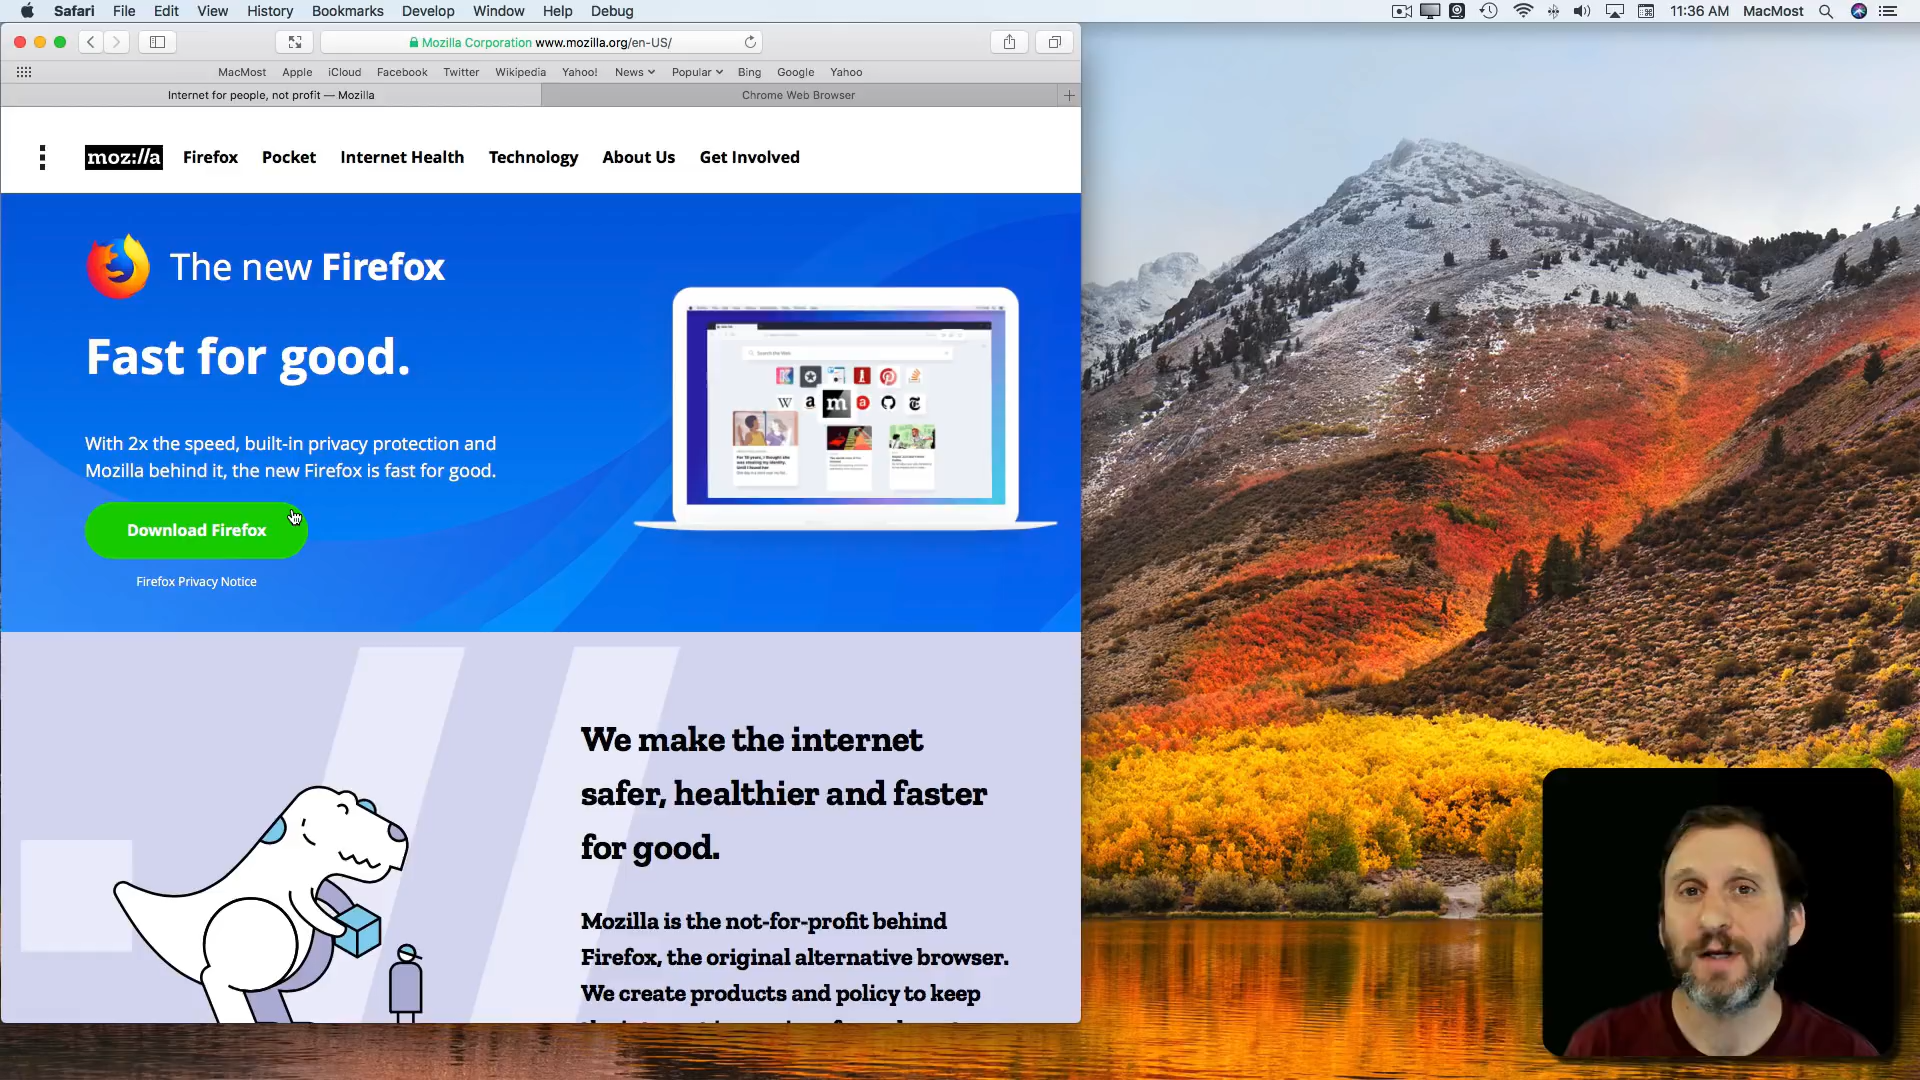 Safari File Edit View History Bookmarks Develop Window Help Debug 11:36 AM MacMost
Mozilla Corporation www.mozilla.org/en-US/
MacMost Apple iCloud Facebook Twitter Wikipedia Yahoo! News Popular Bing Google Yahoo
Internet for people, not profit — Mozilla Chrome Web Browser
moz://a Firefox Pocket Internet Health Technology About Us Get Involved
The new Firefox
Fast for good.
With 2x the speed, built-in privacy protection and
Mozilla behind it, the new Firefox is fast for good.
Download Firefox
Firefox Privacy Notice
Search the Web
We make the internet
safer, healthier and faster
for good.
Mozilla is the not-for-profit behind
Firefox, the original alternative browser.
We create products and policy to keep